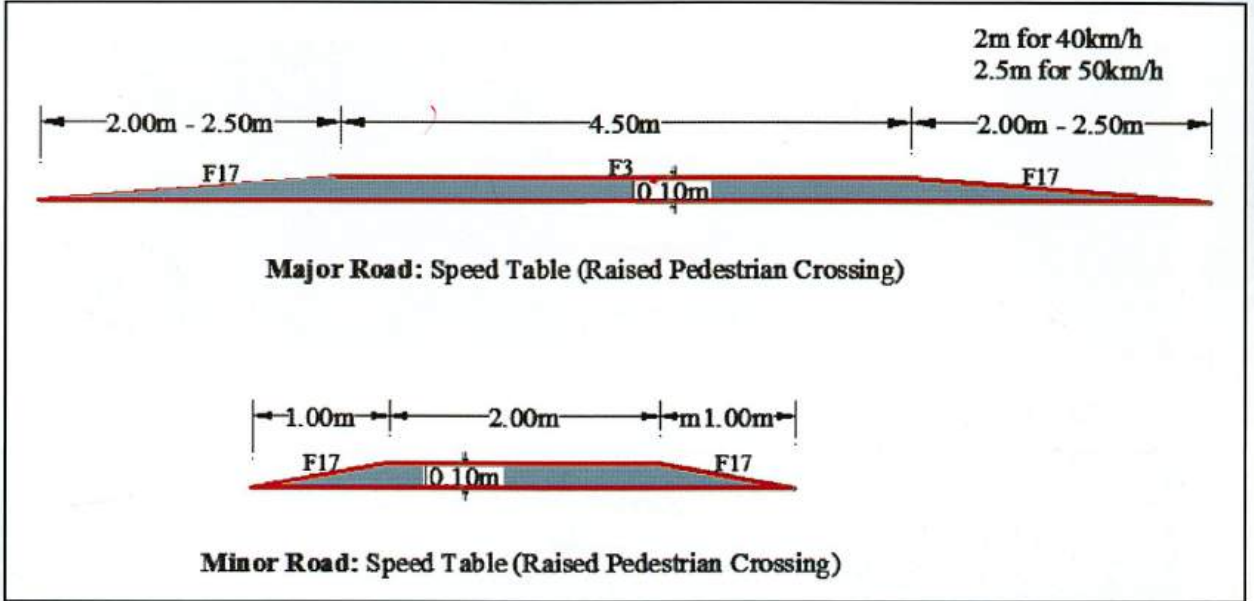 2m for 40km/h
2.5m for 50km/h
2.00m - 2.50m 4.50m 2.00m - 2.50m
F17 F3 F17
0.10m
Major Road: Speed Table (Raised Pedestrian Crossing)
1.00m 2.00m m1.00m
F17 F17
0.10m
Minor Road: Speed Table (Raised Pedestrian Crossing)